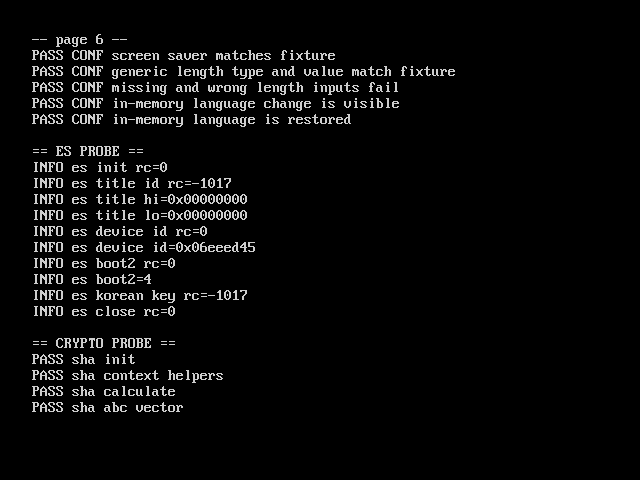 -- page 6 --
PASS CONF screen saver matches fixture
PASS CONF generic length type and value match fixture
PASS CONF missing and wrong length inputs fail
PASS CONF in-memory language change is visible
PASS CONF in-memory language is restored
== ES PROBE ==
INFO es init rc=0
INFO es title id rc=-1017
INFO es title hi=0x00000000
INFO es title lo=0x00000000
INFO es device id rc=0
INFO es device id=0x06eeed45
INFO es boot2 rc=0
INFO es boot2=4
INFO es korean key rc=-1017
INFO es close rc=0
== CRYPTO PROBE ==
PASS sha init
PASS sha context helpers
PASS sha calculate
PASS sha abc vector